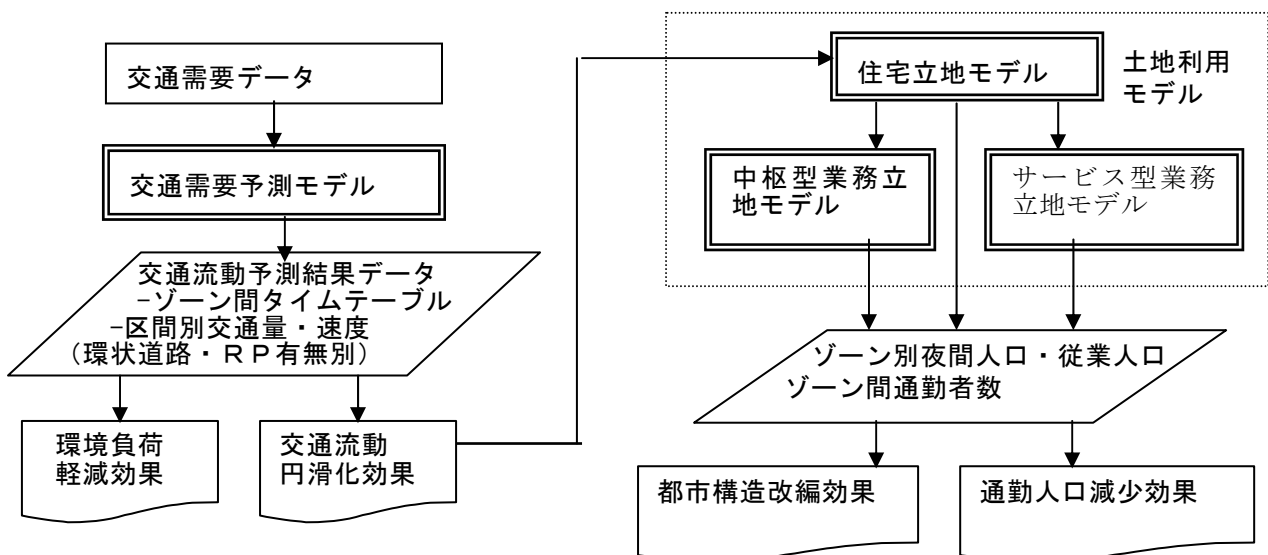 交通需要データ
交通需要予測モデル
交通流動予測結果データ
-ゾーン間タイムテーブル
-区間別交通量・速度
(環状道路・RP有無別)
環境負荷
軽減効果
交通流動
円滑化効果
住宅立地モデル
土地利用
モデル
中枢型業務立
地モデル
サービス型業務
立地モデル
ゾーン別夜間人口・従業人口
ゾーン間通勤者数
都市構造改編効果
通勤人口減少効果